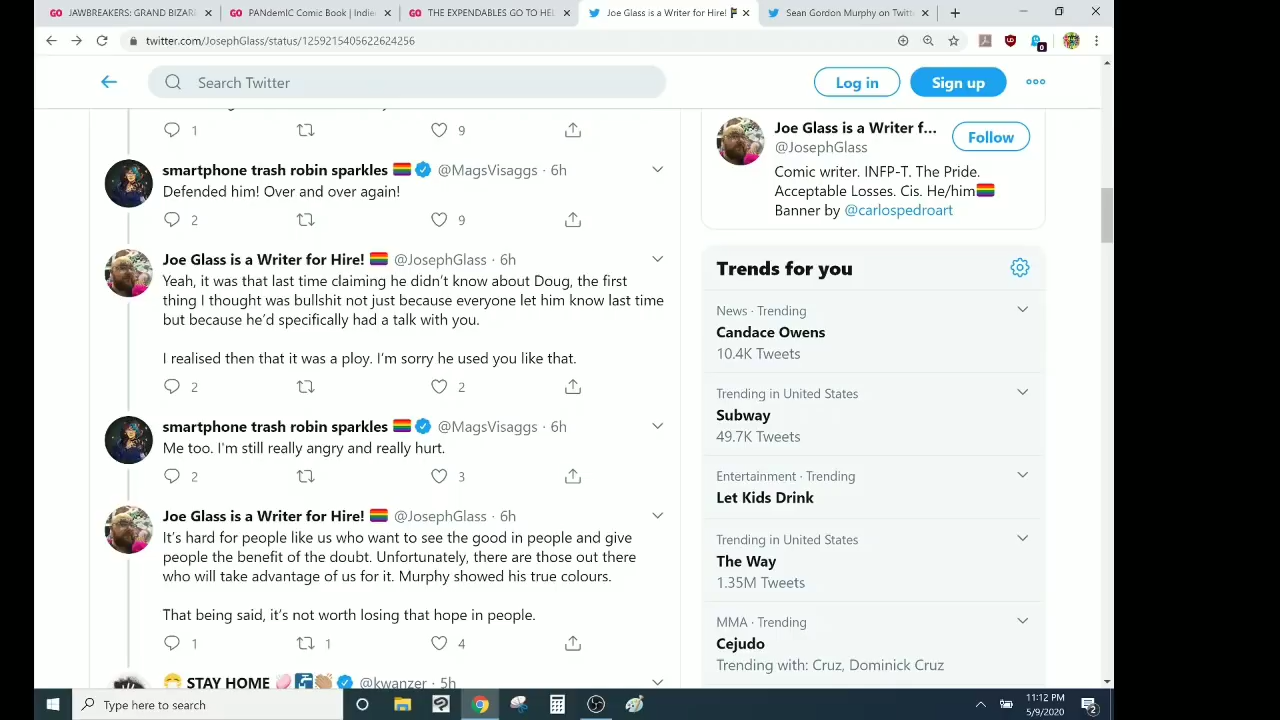 JAWBREAKERS: GRAND BIZARR
PANdemIC Comic Book | Indieg
THE EXPENDABLES GO TO HEL
Joe Glass is a Writer for Hire!
Sean Gordon Murphy on Twitte
twitter.com/JosephGlass/status/1259215405622624256
Search Twitter
Log in
Sign up
1
9
smartphone trash robin sparkles 🏳️‍🌈 @MagsVisaggs · 6h
Defended him! Over and over again!
2
9
Joe Glass is a Writer for Hire! 🏳️‍🌈 @JosephGlass · 6h
Yeah, it was that last time claiming he didn't know about Doug, the first
thing I thought was bullshit not just because everyone let him know last time
but because he'd specifically had a talk with you.
I realised then that it was a ploy. I'm sorry he used you like that.
2
2
smartphone trash robin sparkles 🏳️‍🌈 @MagsVisaggs · 6h
Me too. I'm still really angry and really hurt.
2
3
Joe Glass is a Writer for Hire! 🏳️‍🌈 @JosephGlass · 6h
It's hard for people like us who want to see the good in people and give
people the benefit of the doubt. Unfortunately, there are those out there
who will take advantage of us for it. Murphy showed his true colours.
That being said, it's not worth losing that hope in people.
1
1
4
STAY HOME @kwanzer · 5h
Joe Glass is a Writer f...
@JosephGlass
Follow
Comic writer. INFP-T. The Pride.
Acceptable Losses. Cis. He/him🏳️‍🌈
Banner by @carlospedroart
Trends for you
News · Trending
Candace Owens
10.4K Tweets
Trending in United States
Subway
49.7K Tweets
Entertainment · Trending
Let Kids Drink
Trending in United States
The Way
1.35M Tweets
MMA · Trending
Cejudo
Trending with: Cruz, Dominick Cruz
Type here to search
11:12 PM
5/9/2020
2